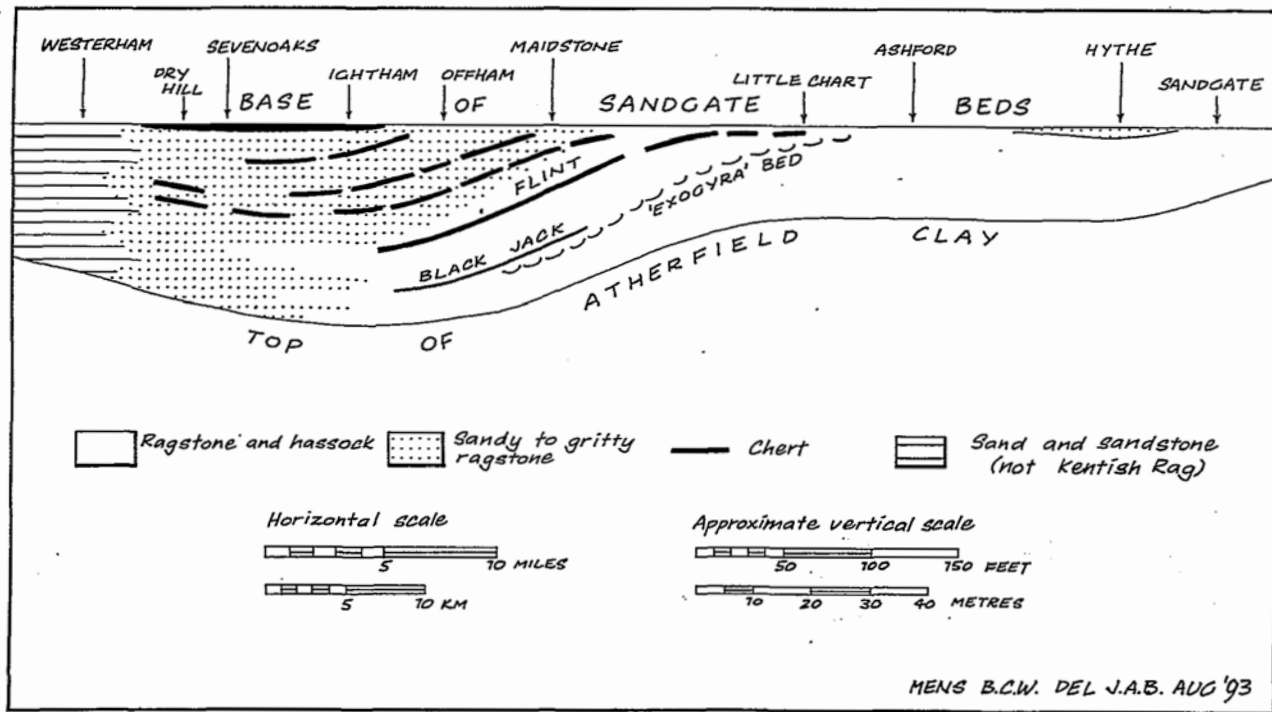 WESTERHAM SEVENOAKS MAIDSTONE ASHFORD HYTHE
DRY HILL IGHTHAM OFFHAM LITTLE CHART SANDGATE
BASE OF SANDGATE BEDS
FLINT
'EXOGYRA' BED
BLACK JACK
ATHERFIELD CLAY
TOP OF
Ragstone and hassock
Sandy to gritty
ragstone
Chert
Sand and sandstone
(not Kentish Rag)
Horizontal scale
5 10 MILES
5 10 KM
Approximate vertical scale
50 100 150 FEET
10 20 30 40 METRES
MENS B.C.W. DEL J.A.B. AUG '93